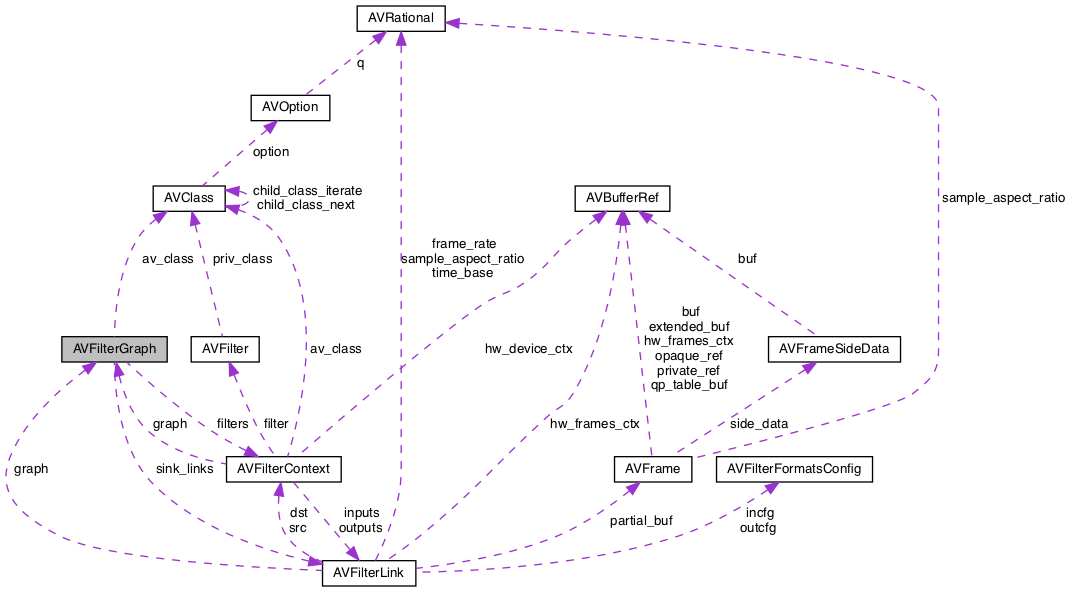 AVRational
q
AVOption
option
AVClass
child_class_iterate
child_class_next
AVBufferRef
sample_aspect_ratio
frame_rate
sample_aspect_ratio
time_base
av_class
priv_class
buf
buf
extended_buf
hw_frames_ctx
opaque_ref
private_ref
qp_table_buf
AVFilterGraph
AVFilter
av_class
hw_device_ctx
AVFrameSideData
graph
filters
filter
hw_frames_ctx
side_data
graph
sink_links
AVFilterContext
AVFrame
AVFilterFormatsConfig
dst
src
inputs
outputs
partial_buf
incfg
outcfg
AVFilterLink